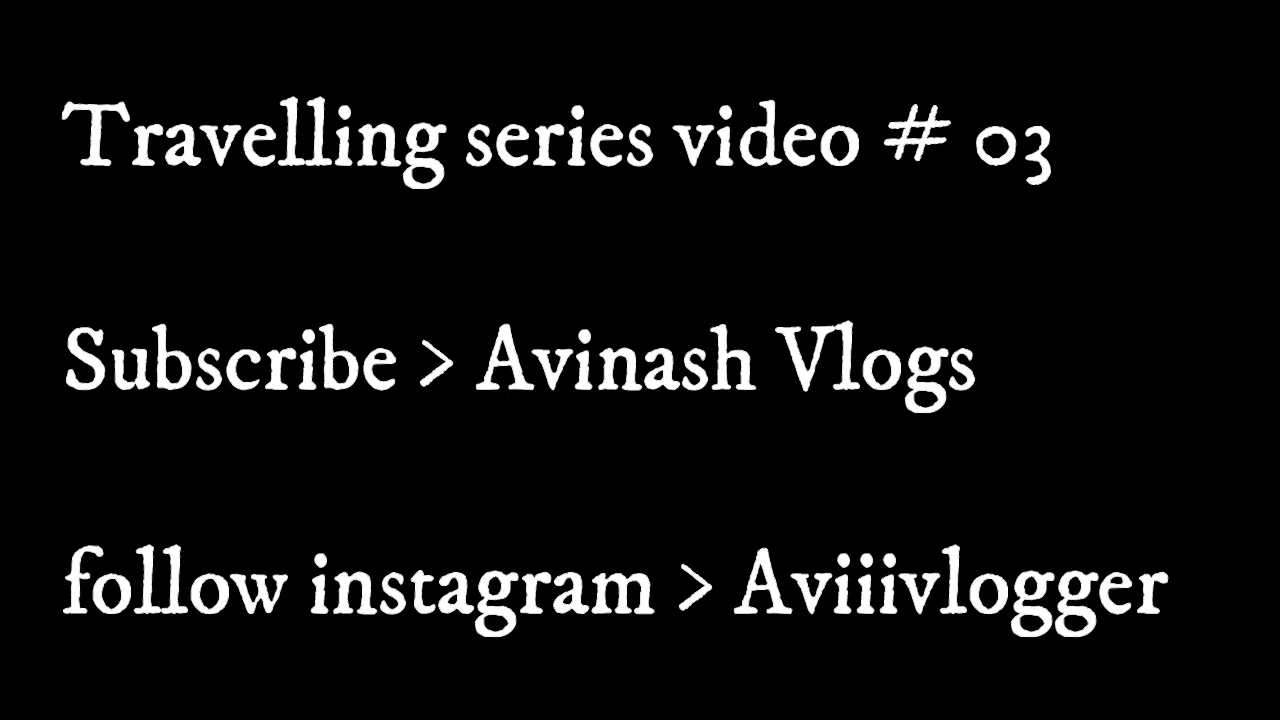 Travelling series video # 03
Subscribe > Avinash Vlogs
follow instagram > Aviiivlogger